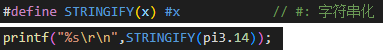 #define STRINGIFY(x) #x // #: 字符串化
printf("%s\r\n",STRINGIFY(pi3.14));